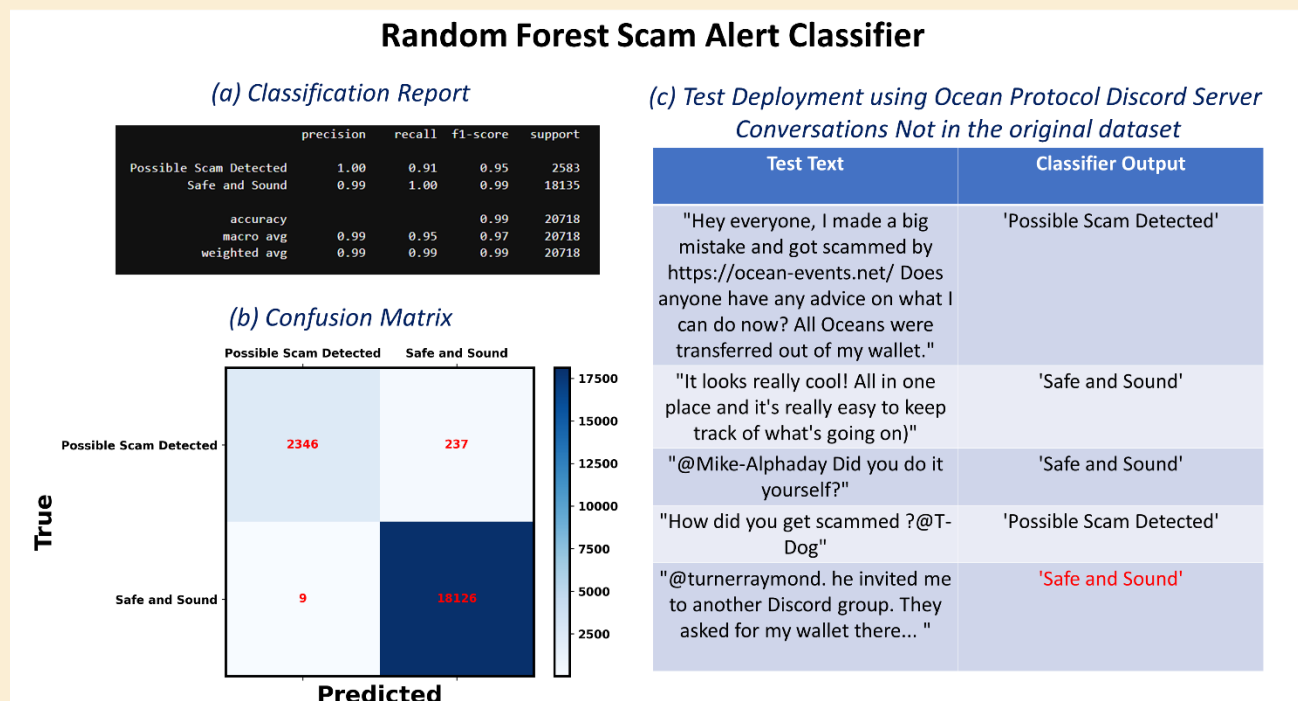 Random Forest Scam Alert Classifier
(a) Classification Report
precision recall f1-score support
Possible Scam Detected 1.00 0.91 0.95 2583
Safe and Sound 0.99 1.00 0.99 18135
accuracy 0.99 20718
macro avg 0.99 0.95 0.97 20718
weighted avg 0.99 0.99 0.99 20718
(b) Confusion Matrix
Possible Scam Detected Safe and Sound
Possible Scam Detected 2346 237
Safe and Sound 9 18126
True
Predicted
17500
15000
12500
10000
7500
5000
2500
(c) Test Deployment using Ocean Protocol Discord Server
Conversations Not in the original dataset
Test Text Classifier Output
"Hey everyone, I made a big 'Possible Scam Detected'
mistake and got scammed by
https://ocean-events.net/ Does
anyone have any advice on what I
can do now? All Oceans were
transferred out of my wallet."
"It looks really cool! All in one 'Safe and Sound'
place and it's really easy to keep
track of what's going on)"
"@Mike-Alphaday Did you do it 'Safe and Sound'
yourself?"
"How did you get scammed ?@T- 'Possible Scam Detected'
Dog"
"@turnerraymond. he invited me 'Safe and Sound'
to another Discord group. They
asked for my wallet there... "